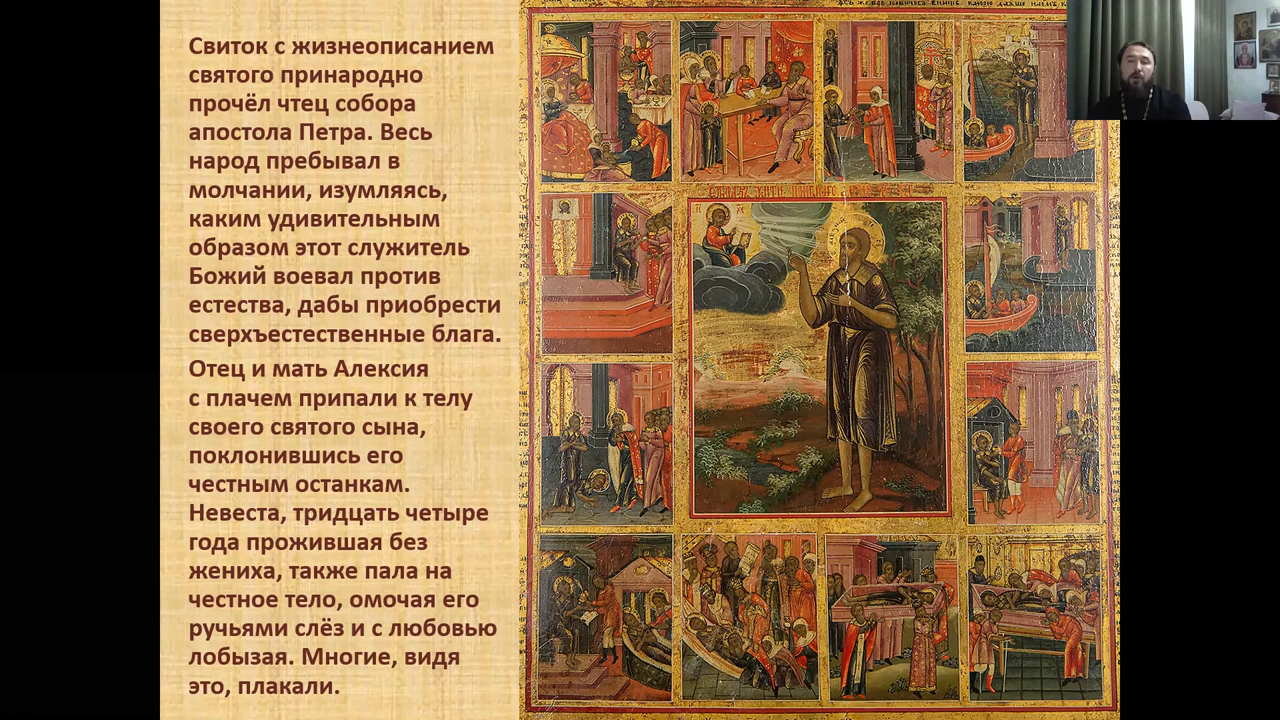 Свиток с жизнеописанием
святого принародно
прочёл чтец собора
апостола Петра. Весь
народ пребывал в
молчании, изумляясь,
каким удивительным
образом этот служитель
Божий воевал против
естества, дабы приобрести
сверхъестественные блага.
Отец и мать Алексия
с плачем припали к телу
своего святого сына,
поклонившись его
честным останкам.
Невеста, тридцать четыре
года прожившая без
жениха, также пала на
честное тело, омочая его
ручьями слёз и с любовью
лобызая. Многие, видя
это, плакали.